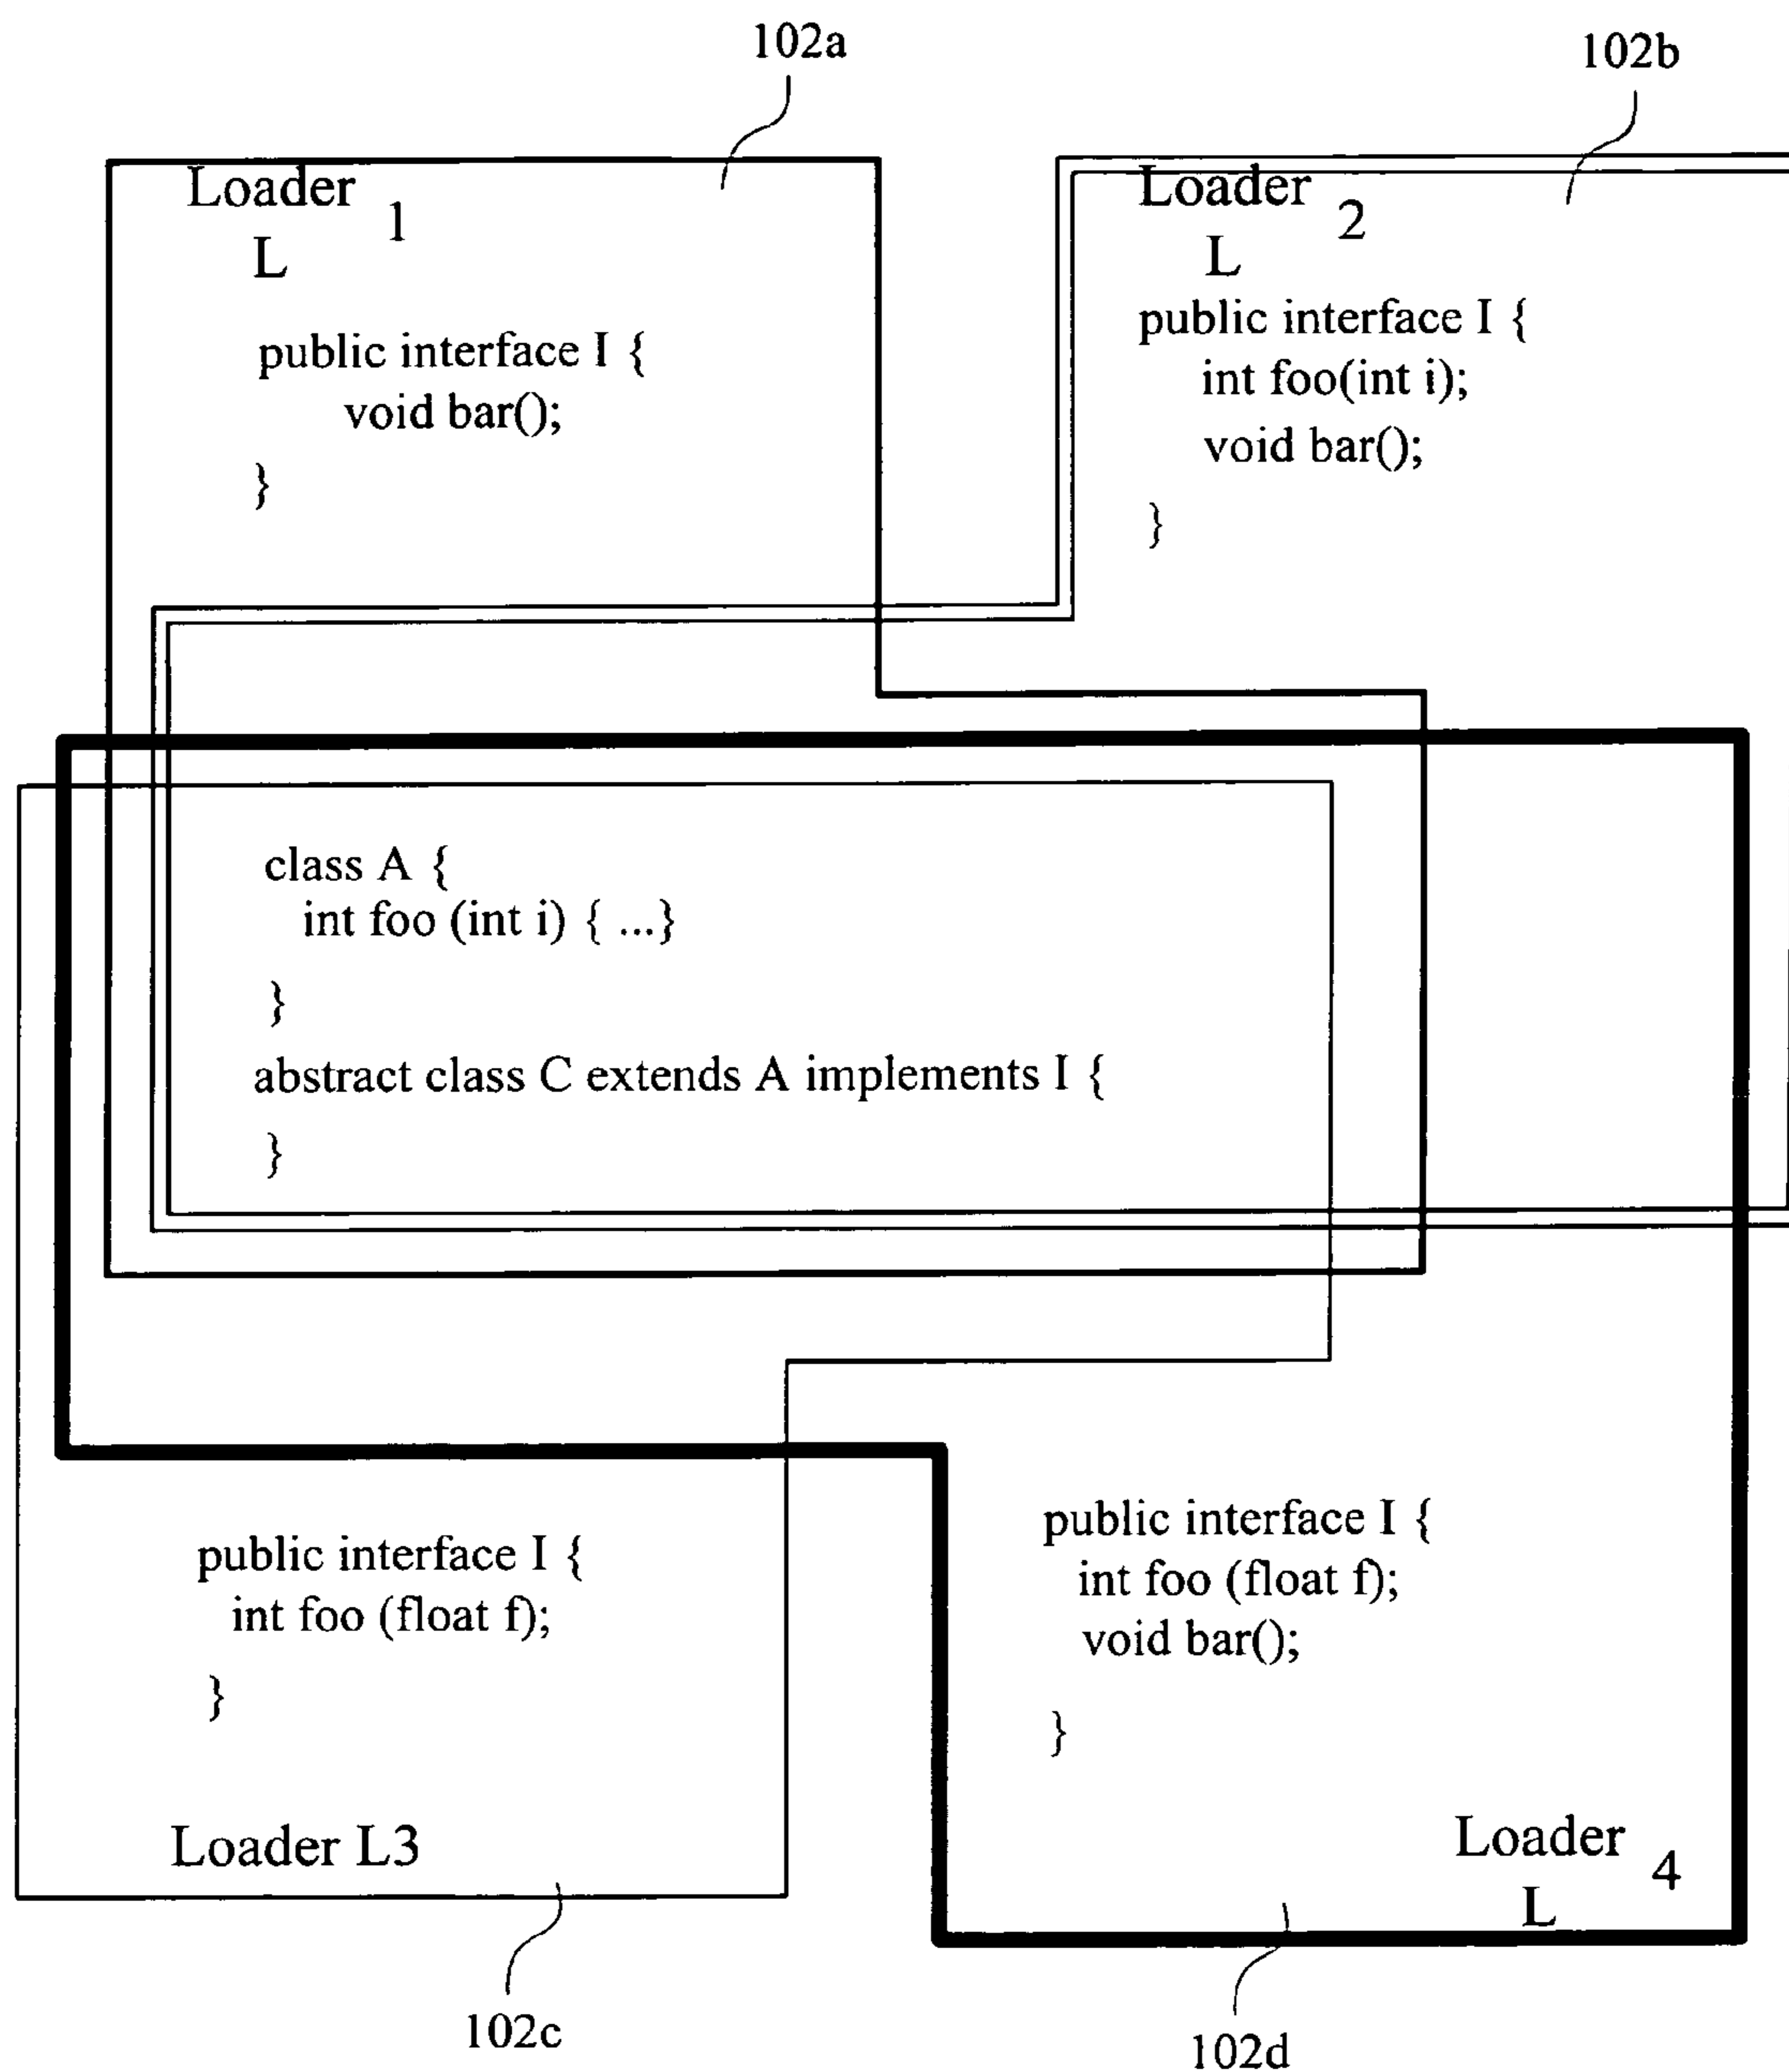 102a
102b
Loader 1
L
public interface I {
void bar();
}
Loader 2
L
public interface I {
int foo(int i);
void bar();
}
class A {
int foo (int i) { ...}
}
abstract class C extends A implements I {
}
public interface I {
int foo (float f);
}
Loader L3
public interface I {
int foo (float f);
void bar();
}
Loader 4
L
102c
102d